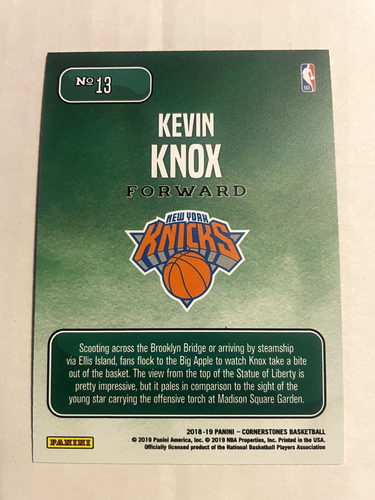 Nº 13
KEVIN
KNOX
FORWARD
NEW YORK
KNICKS
Scooting across the Brooklyn Bridge or arriving by steamship
via Ellis Island, fans flock to the Big Apple to watch Knox take a bite
out of the basket. The view from the top of the Statue of Liberty is
pretty impressive, but it pales in comparison to the sight of the
young star carrying the offensive torch at Madison Square Garden.
PANINI
2018-19 PANINI – CORNERSTONES BASKETBALL
© 2019 Panini America, Inc. © 2019 NBA Properties, Inc. Printed in the USA.
Officially licensed product of the National Basketball Players Association